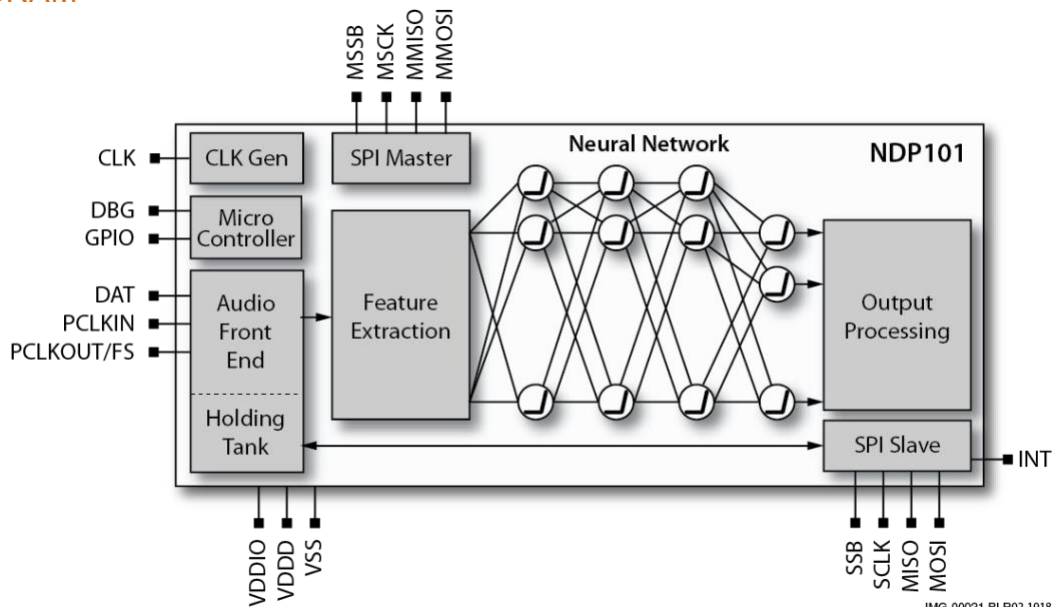 MSSB
MSCK
MMISO
MMOSI
Neural Network
NDP101
CLK
CLK Gen
SPI Master
DBG
GPIO
Micro
Controller
DAT
PCLKIN
PCLKOUT/FS
Audio
Front
End
Holding
Tank
Feature
Extraction
Output
Processing
SPI Slave
INT
VDDIO
VDDD
VSS
SSB
SCLK
MISO
MOSI